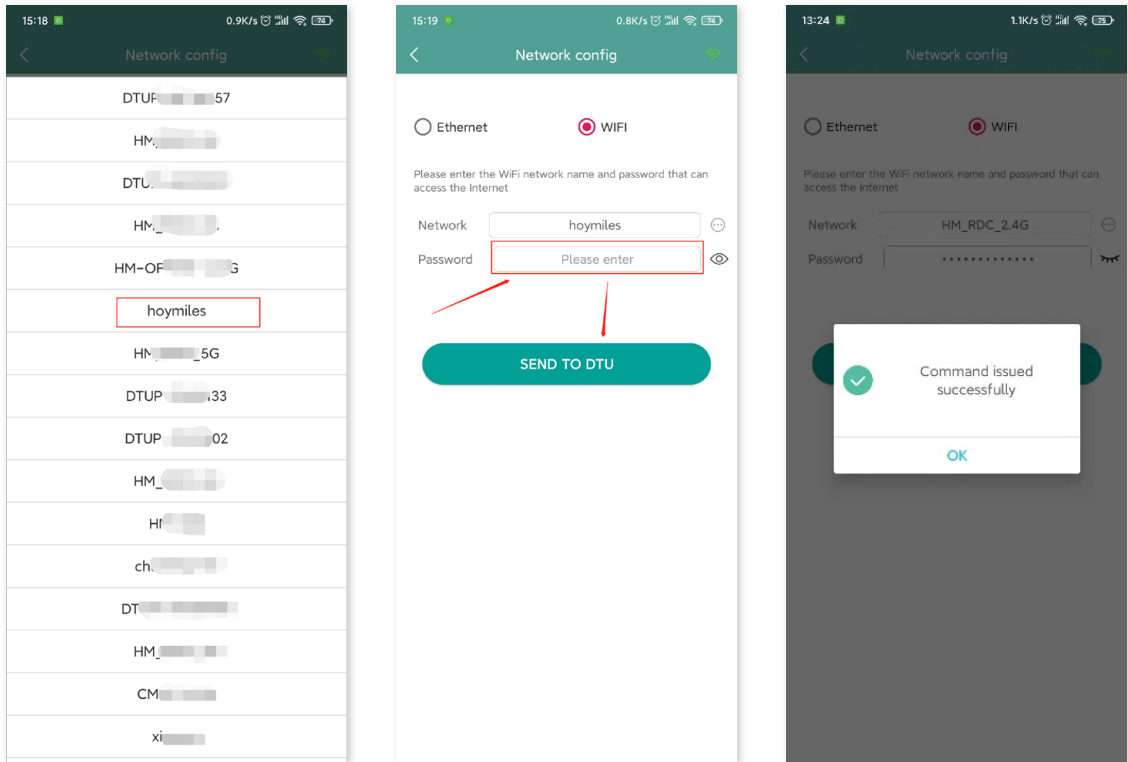 15:18
0.9K/s
74
Network config
DTUP 57
HM_
DTU
HM_
HM-OF G
hoymiles
HM _5G
DTUP 33
DTUP 02
HM_
ch
DT
HM_
CM
xi
15:19
0.8K/s
74
Network config
Ethernet
WIFI
Please enter the WiFi network name and password that can
access the Internet
Network
hoymiles
Password
Please enter
SEND TO DTU
13:24
1.1K/s
75
Network config
Ethernet
WIFI
Please enter the WiFi network name and password that can
access the Internet
Network
HM_RDC_2.4G
Password
•••••••••••••
Command issued
successfully
OK